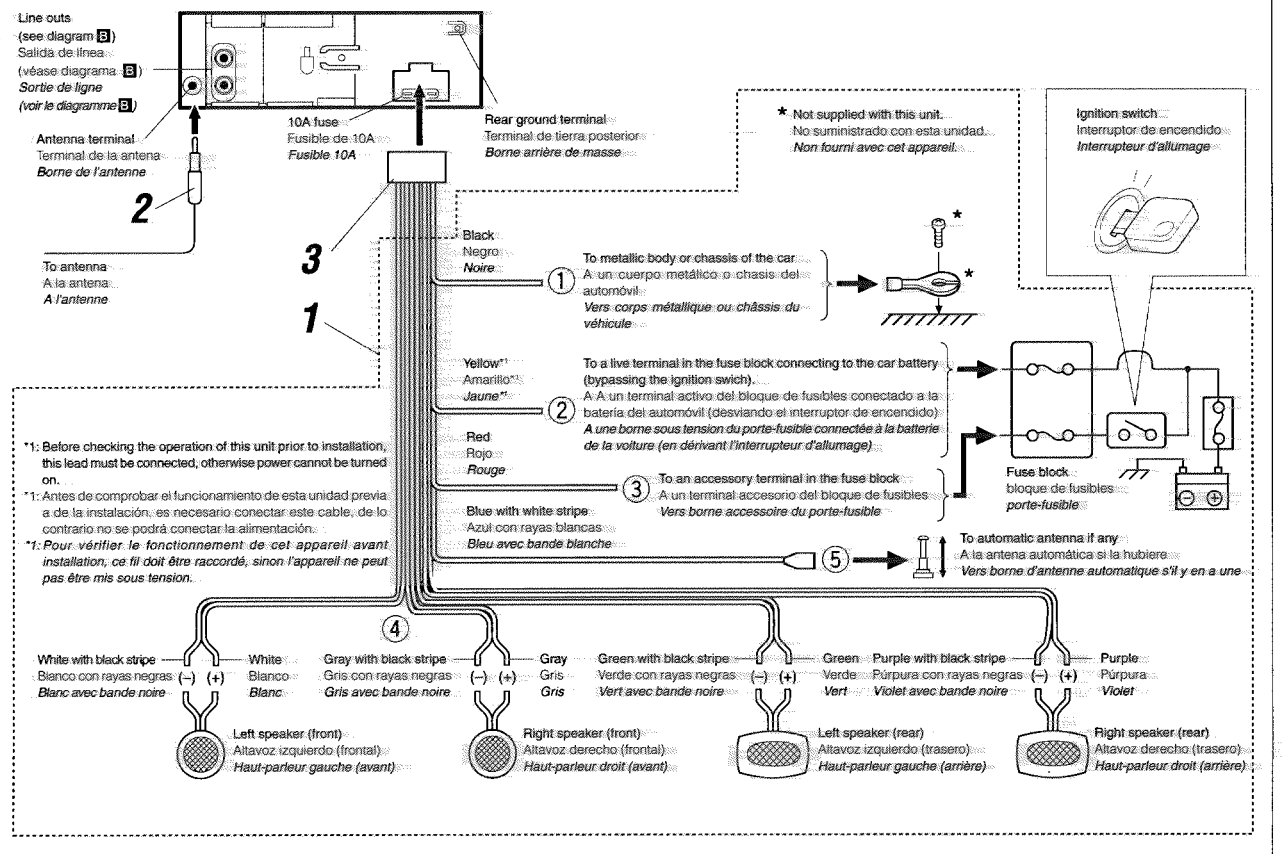 Line outs
(see diagram B)
Salida de línea
(véase diagrama B)
Sortie de ligne
(voir le diagramme B)
Antenna terminal
Terminal de la antena
Borne de l'antenne
2
To antenna
A la antena
A l'antenne
10A fuse
Fusible de 10A
Fusible 10A
Rear ground terminal
Terminal de tierra posterior
Borne arrière de masse
* Not supplied with this unit.
No suministrado con esta unidad.
Non fourni avec cet appareil.
Ignition switch
Interruptor de encendido
Interrupteur d'allumage
3
1
Black
Negro
Noire
1
To metallic body or chassis of the car
A un cuerpo metálico o chasis del
automóvil
Vers corps métallique ou châssis du
véhicule
*
*
Yellow*1
Amarillo*1
Jaune*1
2
To a live terminal in the fuse block connecting to the car battery
(bypassing the ignition swich).
A A un terminal activo del bloque de fusibles conectado a la
batería del automóvil (desviando el interruptor de encendido)
A une borne sous tension du porte-fusible connectée à la batterie
de la voiture (en dérivant l'interrupteur d'allumage)
Red
Rojo
Rouge
3
To an accessory terminal in the fuse block
A un terminal accesorio del bloque de fusibles
Vers borne accessoire du porte-fusible
Fuse block
bloque de fusibles
porte-fusible
Blue with white stripe
Azul con rayas blancas
Bleu avec bande blanche
5
To automatic antenna if any
A la antena automática si la hubiere
Vers borne d'antenne automatique s'il y en a une
*1: Before checking the operation of this unit prior to installation,
this lead must be connected, otherwise power cannot be turned
on.
*1: Antes de comprobar el funcionamiento de esta unidad previa
a de la instalación, es necesario conectar este cable, de lo
contrario no se podrá conectar la alimentación.
*1: Pour vérifier le fonctionnement de cet appareil avant
installation, ce fil doit être raccordé, sinon l'appareil ne peut
pas être mis sous tension.
4
White with black stripe
Blanco con rayas negras
Blanc avec bande noire
(–) (+)
White
Blanco
Blanc
Left speaker (front)
Altavoz izquierdo (frontal)
Haut-parleur gauche (avant)
Gray with black stripe
Gris con rayas negras
Gris avec bande noire
(–) (+)
Gray
Gris
Gris
Right speaker (front)
Altavoz derecho (frontal)
Haut-parleur droit (avant)
Green with black stripe
Verde con rayas negras
Vert avec bande noire
(–) (+)
Green
Verde
Vert
Left speaker (rear)
Altavoz izquierdo (trasero)
Haut-parleur gauche (arrière)
Purple with black stripe
Púrpura con rayas negras
Violet avec bande noire
(–) (+)
Purple
Púrpura
Violet
Right speaker (rear)
Altavoz derecho (trasero)
Haut-parleur droit (arrière)